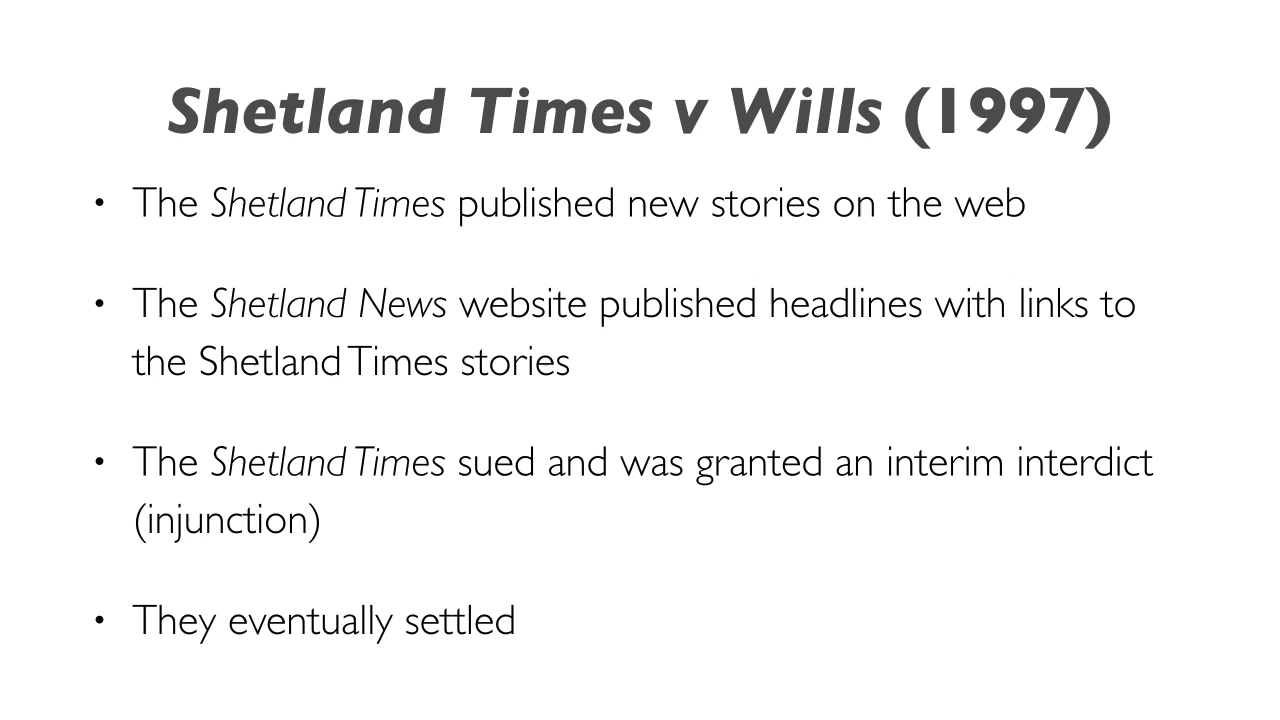 Shetland Times v Wills (1997)
• The Shetland Times published new stories on the web
• The Shetland News website published headlines with links to
the Shetland Times stories
• The Shetland Times sued and was granted an interim interdict
(injunction)
• They eventually settled